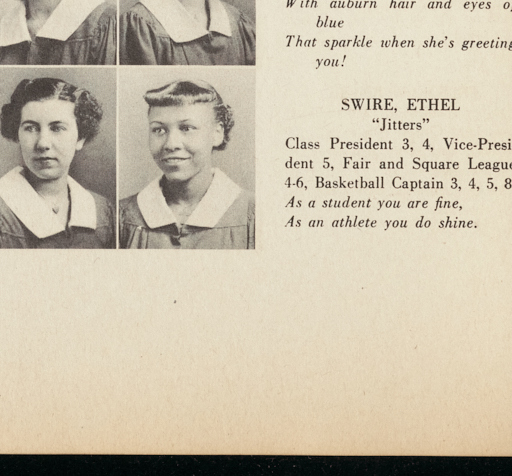 With auburn hair and eyes of
blue
That sparkle when she's greeting
you!
SWIRE, ETHEL
"Jitters"
Class President 3, 4, Vice-Presi-
dent 5, Fair and Square League
4-6, Basketball Captain 3, 4, 5, 8
As a student you are fine,
As an athlete you do shine.